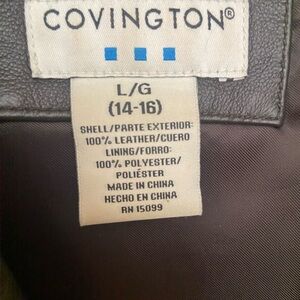 COVINGTON®
L/G
(14-16)
SHELL/PARTE EXTERIOR:
100% LEATHER/CUERO
LINING/FORRO:
100% POLYESTER/
POLIÉSTER
MADE IN CHINA
HECHO EN CHINA
RN 15099